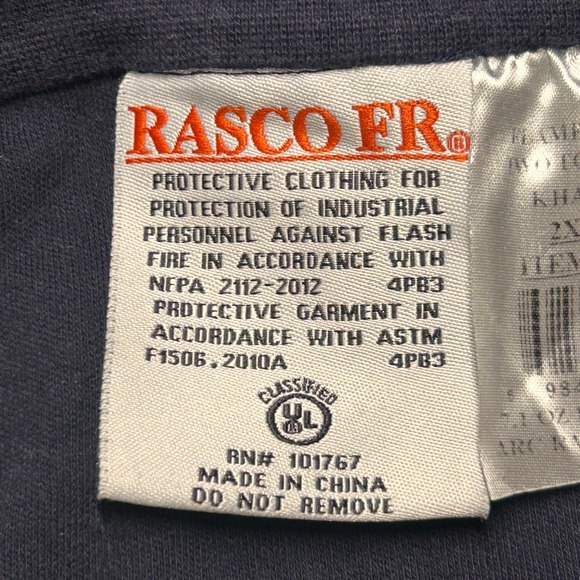 RASCO FR®
PROTECTIVE CLOTHING FOR
PROTECTION OF INDUSTRIAL
PERSONNEL AGAINST FLASH
FIRE IN ACCORDANCE WITH
NFPA 2112-2012 4PB3
PROTECTIVE GARMENT IN
ACCORDANCE WITH ASTM
F1506.2010A 4PB3
CLASSIFIED
UL
RN# 101767
MADE IN CHINA
DO NOT REMOVE
2X
ARC